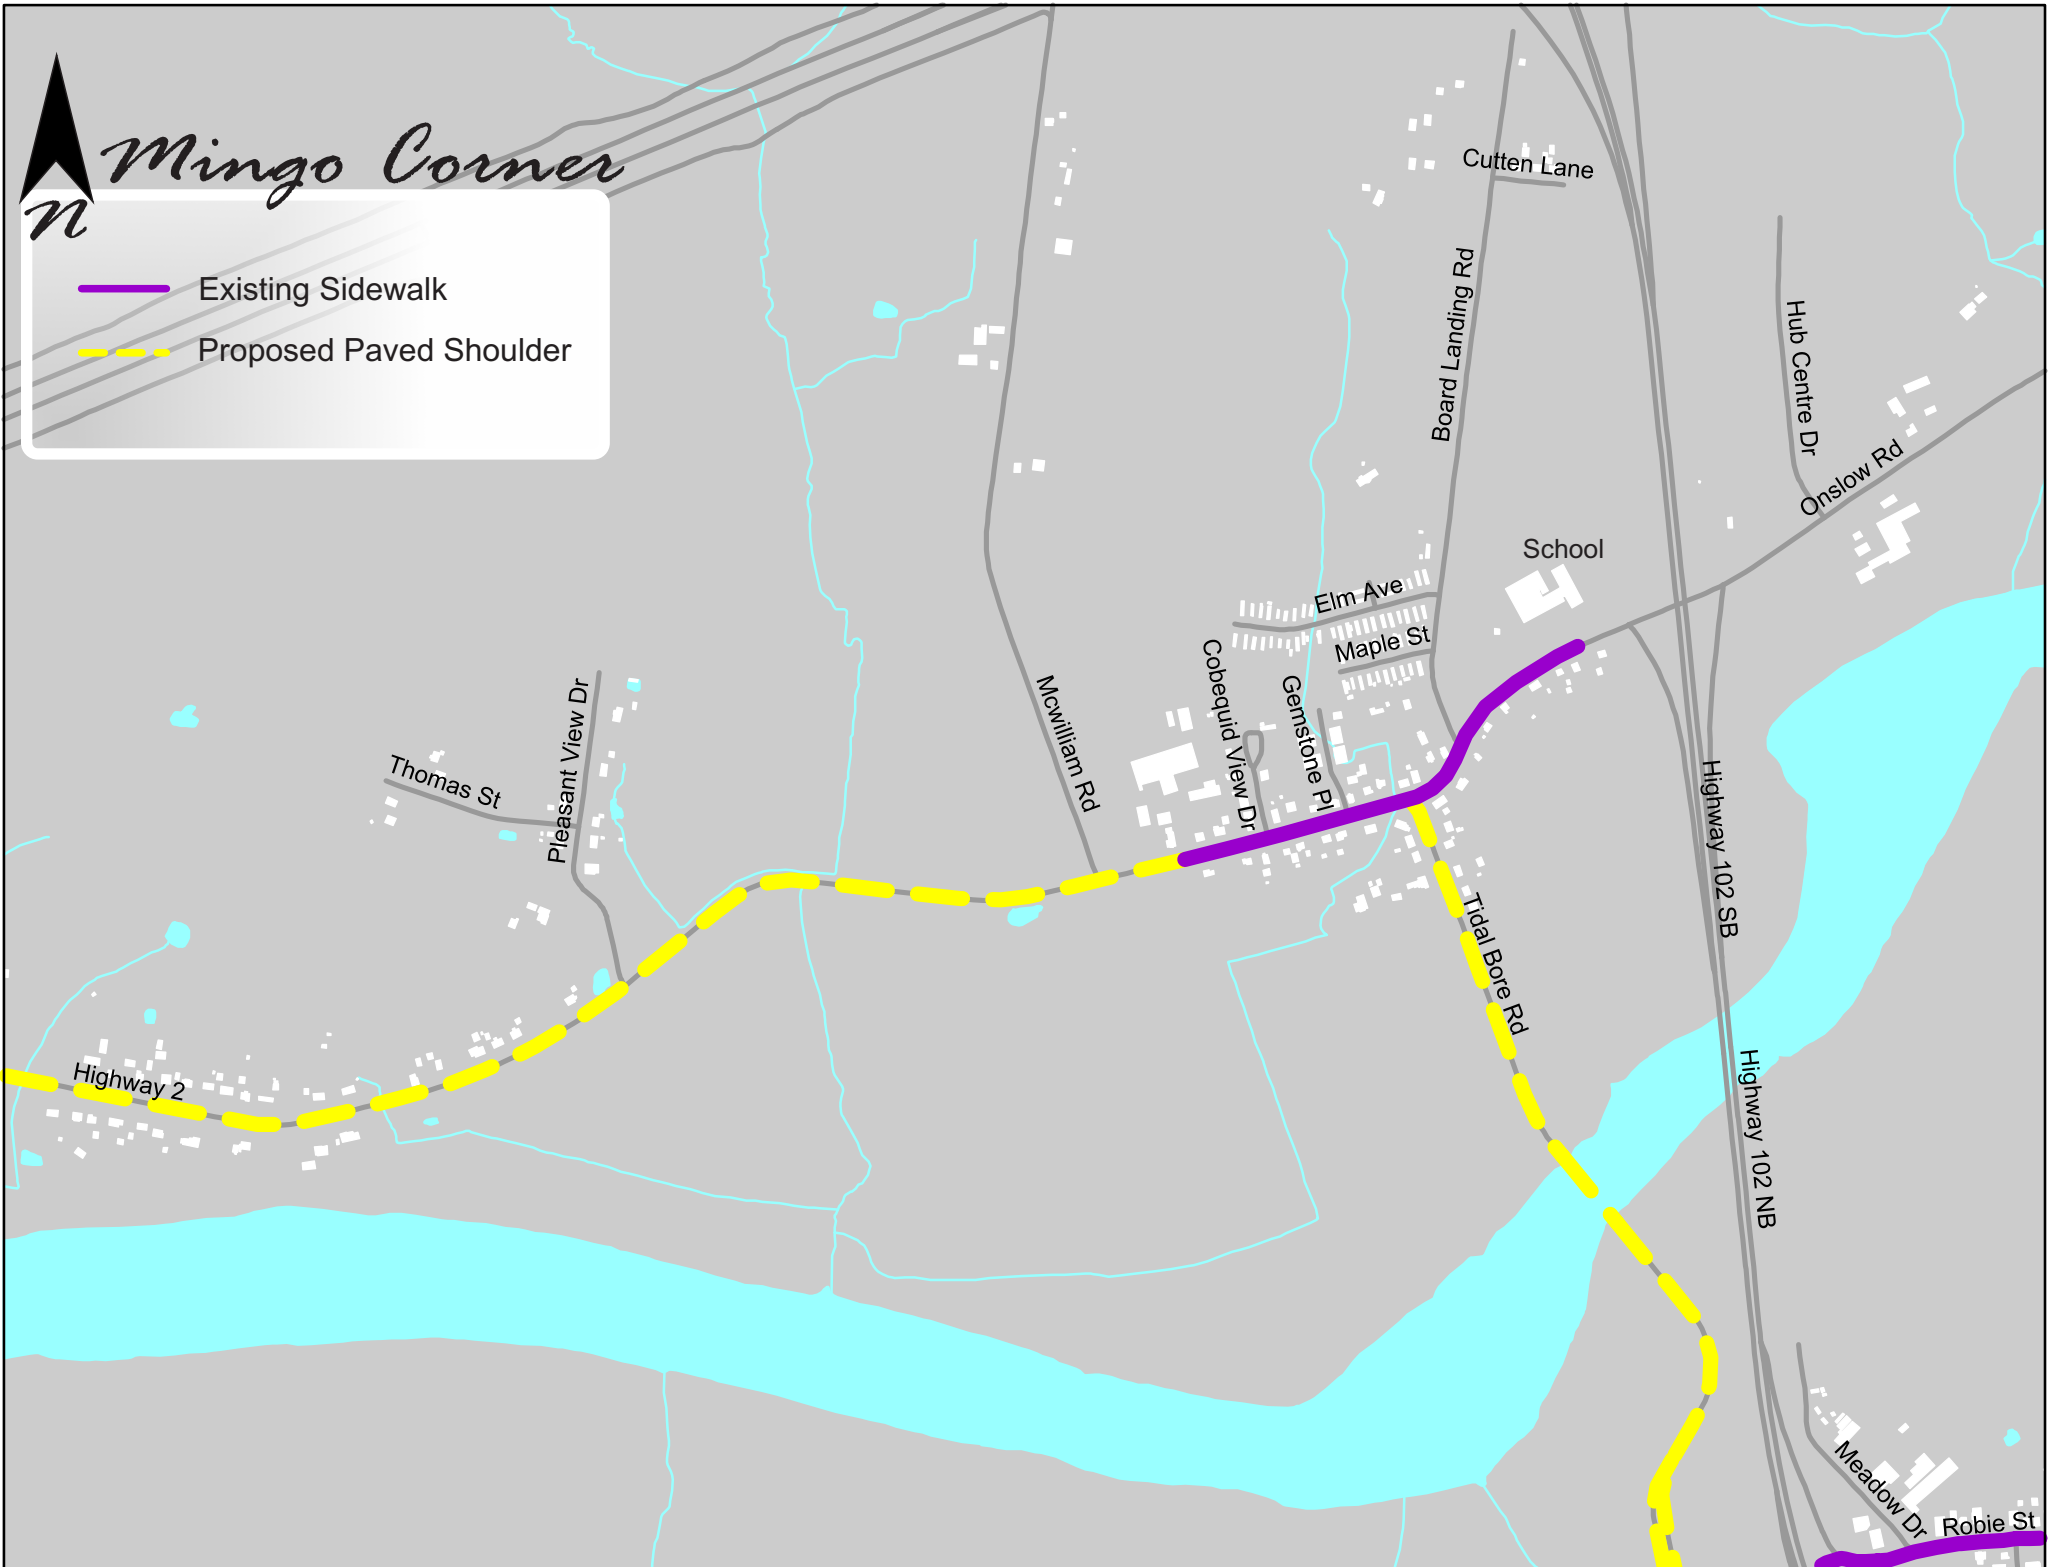 Mingo Corner
N
Existing Sidewalk
Proposed Paved Shoulder
Cutten Lane
Board Landing Rd
Hub Centre Dr
Onslow Rd
School
Elm Ave
Maple St
Cobequid View Dr
Gemstone Pl
Mcwilliam Rd
Pleasant View Dr
Thomas St
Highway 102 SB
Tidal Bore Rd
Highway 2
Highway 102 NB
Meadow Dr
Robie St